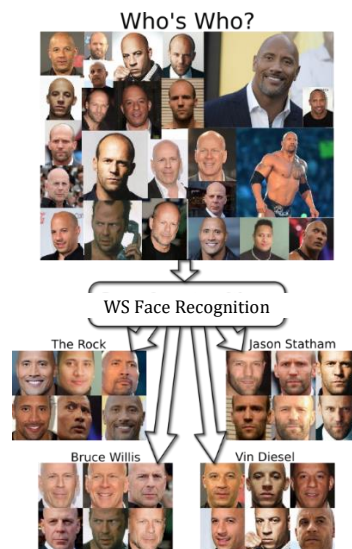 Who's Who?
WS Face Recognition
The Rock
Jason Statham
Bruce Willis
Vin Diesel